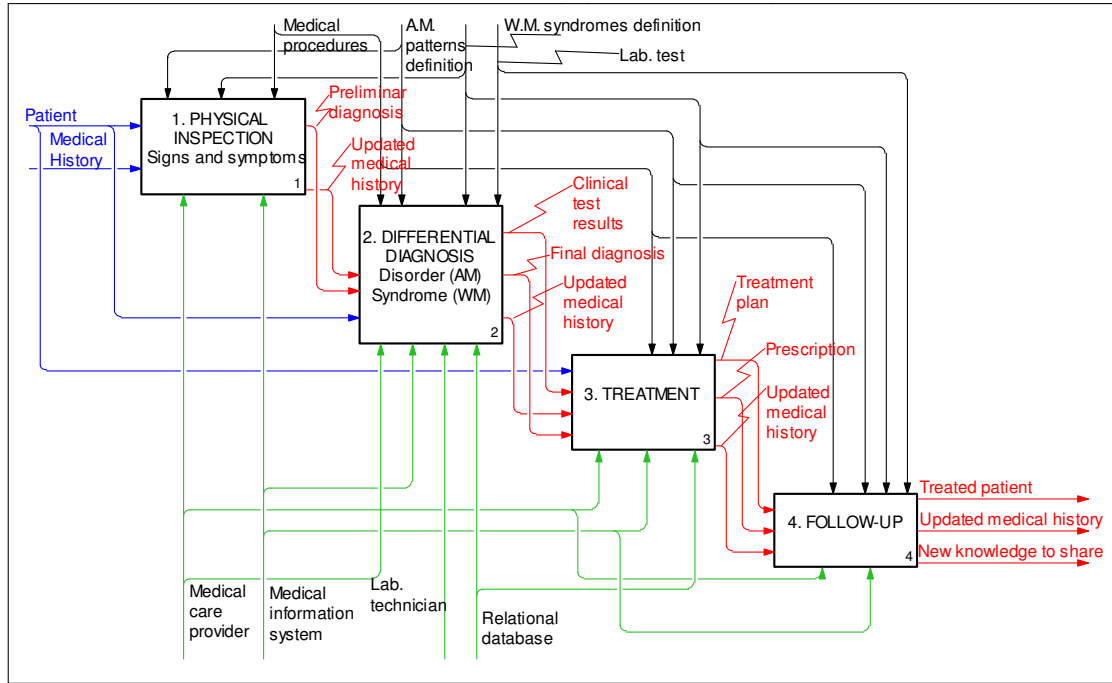 Medical
procedures
A.M.
patterns
definition
W.M. syndromes definition
Lab. test
Patient
Medical
History
1. PHYSICAL
INSPECTION
Signs and symptoms
1
Preliminar
diagnosis
Updated
medical
history
2. DIFFERENTIAL
DIAGNOSIS
Disorder (AM)
Syndrome (WM)
2
Clinical
test
results
Final diagnosis
Updated
medical
history
3. TREATMENT
3
Treatment
plan
Prescription
Updated
medical
history
4. FOLLOW-UP
4
Treated patient
Updated medical history
New knowledge to share
Medical
care
provider
Medical
information
system
Lab.
technician
Relational
database